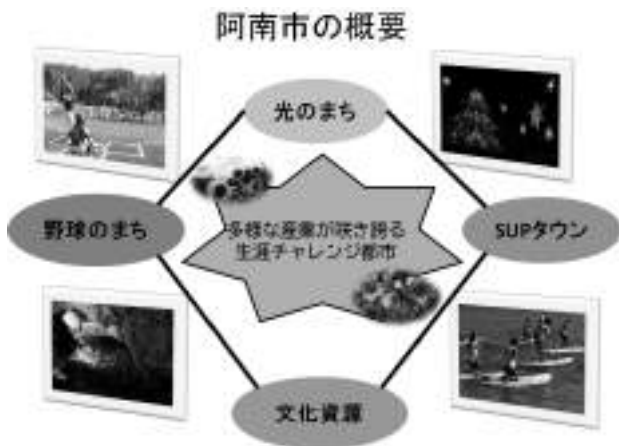 阿南市の概要
光のまち
野球のまち
多様な産業が咲き誇る
生涯チャレンジ都市
SUPタウン
文化資源